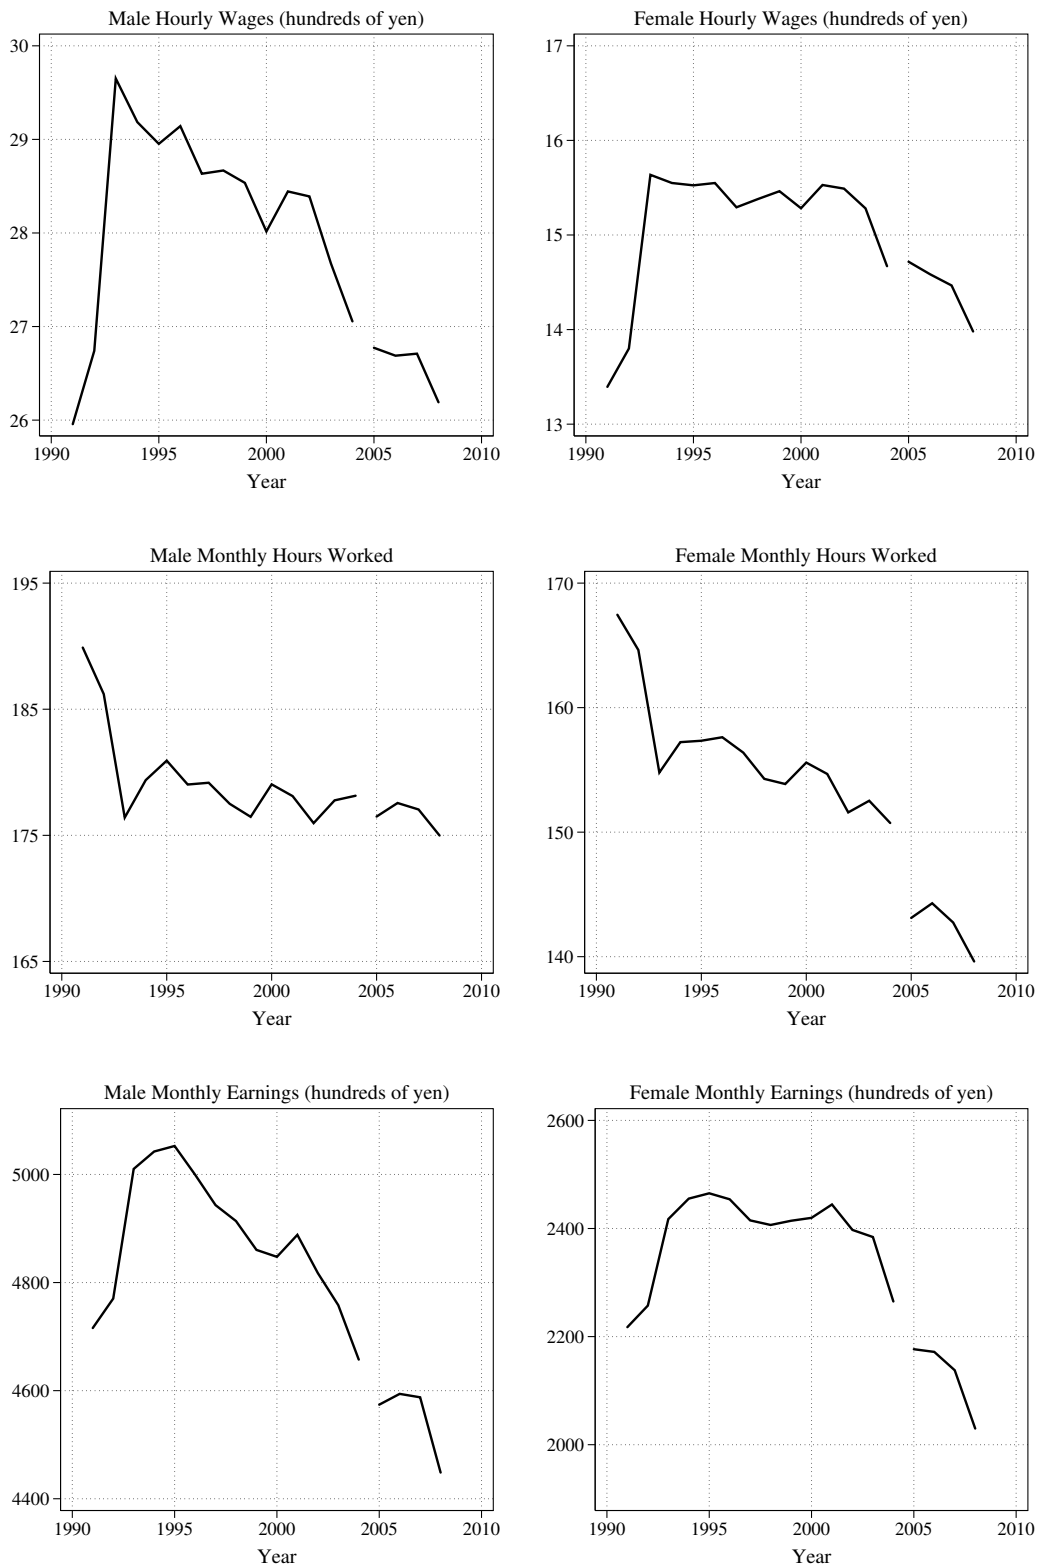 Male Hourly Wages (hundreds of yen)
30
29
28
27
26
1990 1995 2000 2005 2010
Year
Female Hourly Wages (hundreds of yen)
17
16
15
14
13
1990 1995 2000 2005 2010
Year
Male Monthly Hours Worked
195
185
175
165
1990 1995 2000 2005 2010
Year
Female Monthly Hours Worked
170
160
150
140
1990 1995 2000 2005 2010
Year
Male Monthly Earnings (hundreds of yen)
5000
4800
4600
4400
1990 1995 2000 2005 2010
Year
Female Monthly Earnings (hundreds of yen)
2600
2400
2200
2000
1990 1995 2000 2005 2010
Year